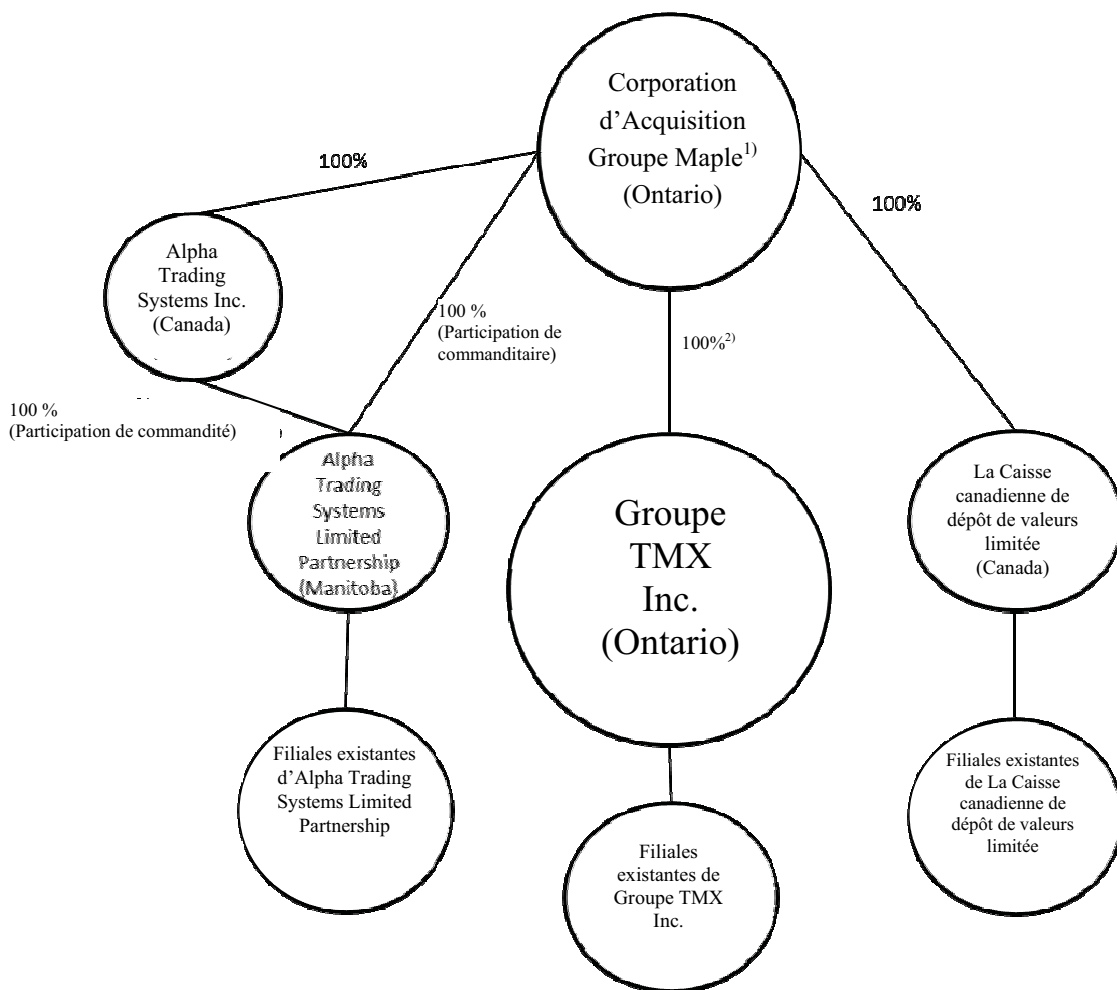 Corporation
d’Acquisition
Groupe Maple1)
(Ontario)
100%
100%
Alpha
Trading
Systems Inc.
(Canada)
100 %
(Participation de
commanditaire)
100%2)
100 %
(Participation de commandité)
Alpha
Trading
Systems
Limited
Partnership
(Manitoba)
Groupe
TMX
Inc.
(Ontario)
La Caisse
canadienne de
dépôt de valeurs
limitée
(Canada)
Filiales existantes
d’Alpha Trading
Systems Limited
Partnership
Filiales
existantes de
Groupe TMX
Inc.
Filiales existantes
de La Caisse
canadienne de
dépôt de valeurs
limitée